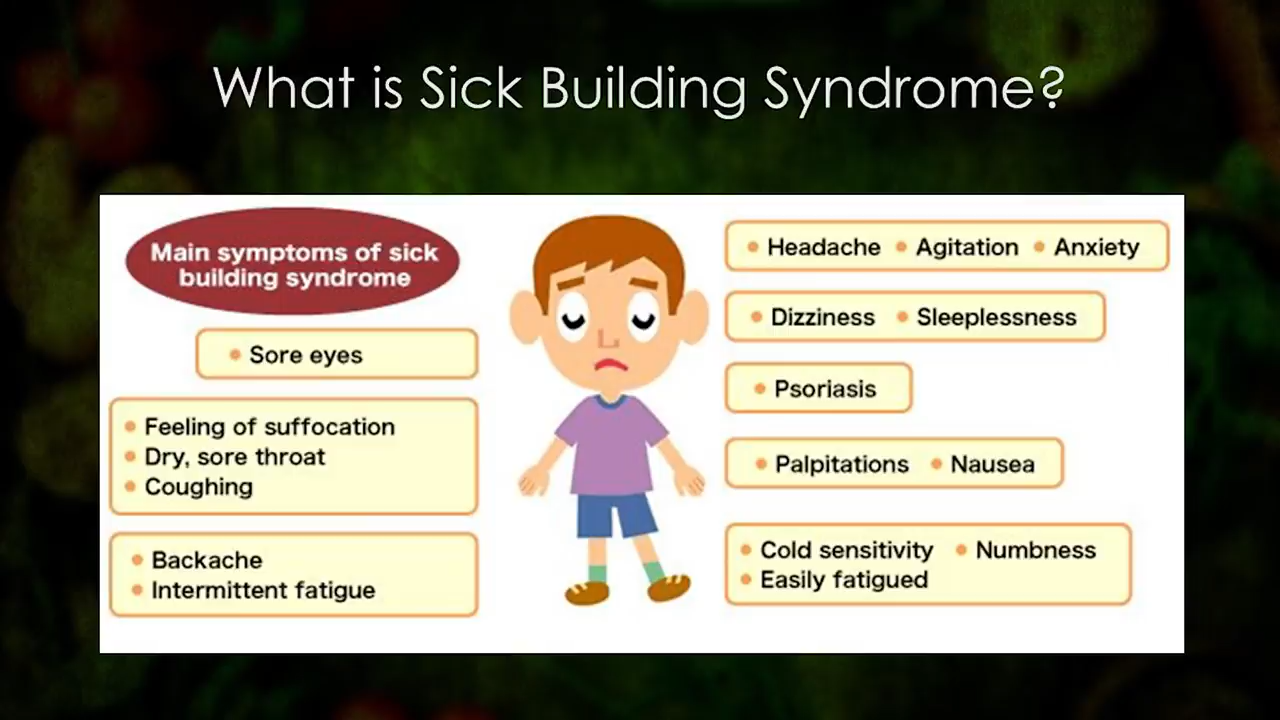 What is Sick Building Syndrome?
Main symptoms of sick
building syndrome
• Sore eyes
• Feeling of suffocation
• Dry, sore throat
• Coughing
• Backache
• Intermittent fatigue
• Headache • Agitation • Anxiety
• Dizziness • Sleeplessness
• Psoriasis
• Palpitations • Nausea
• Cold sensitivity • Numbness
• Easily fatigued